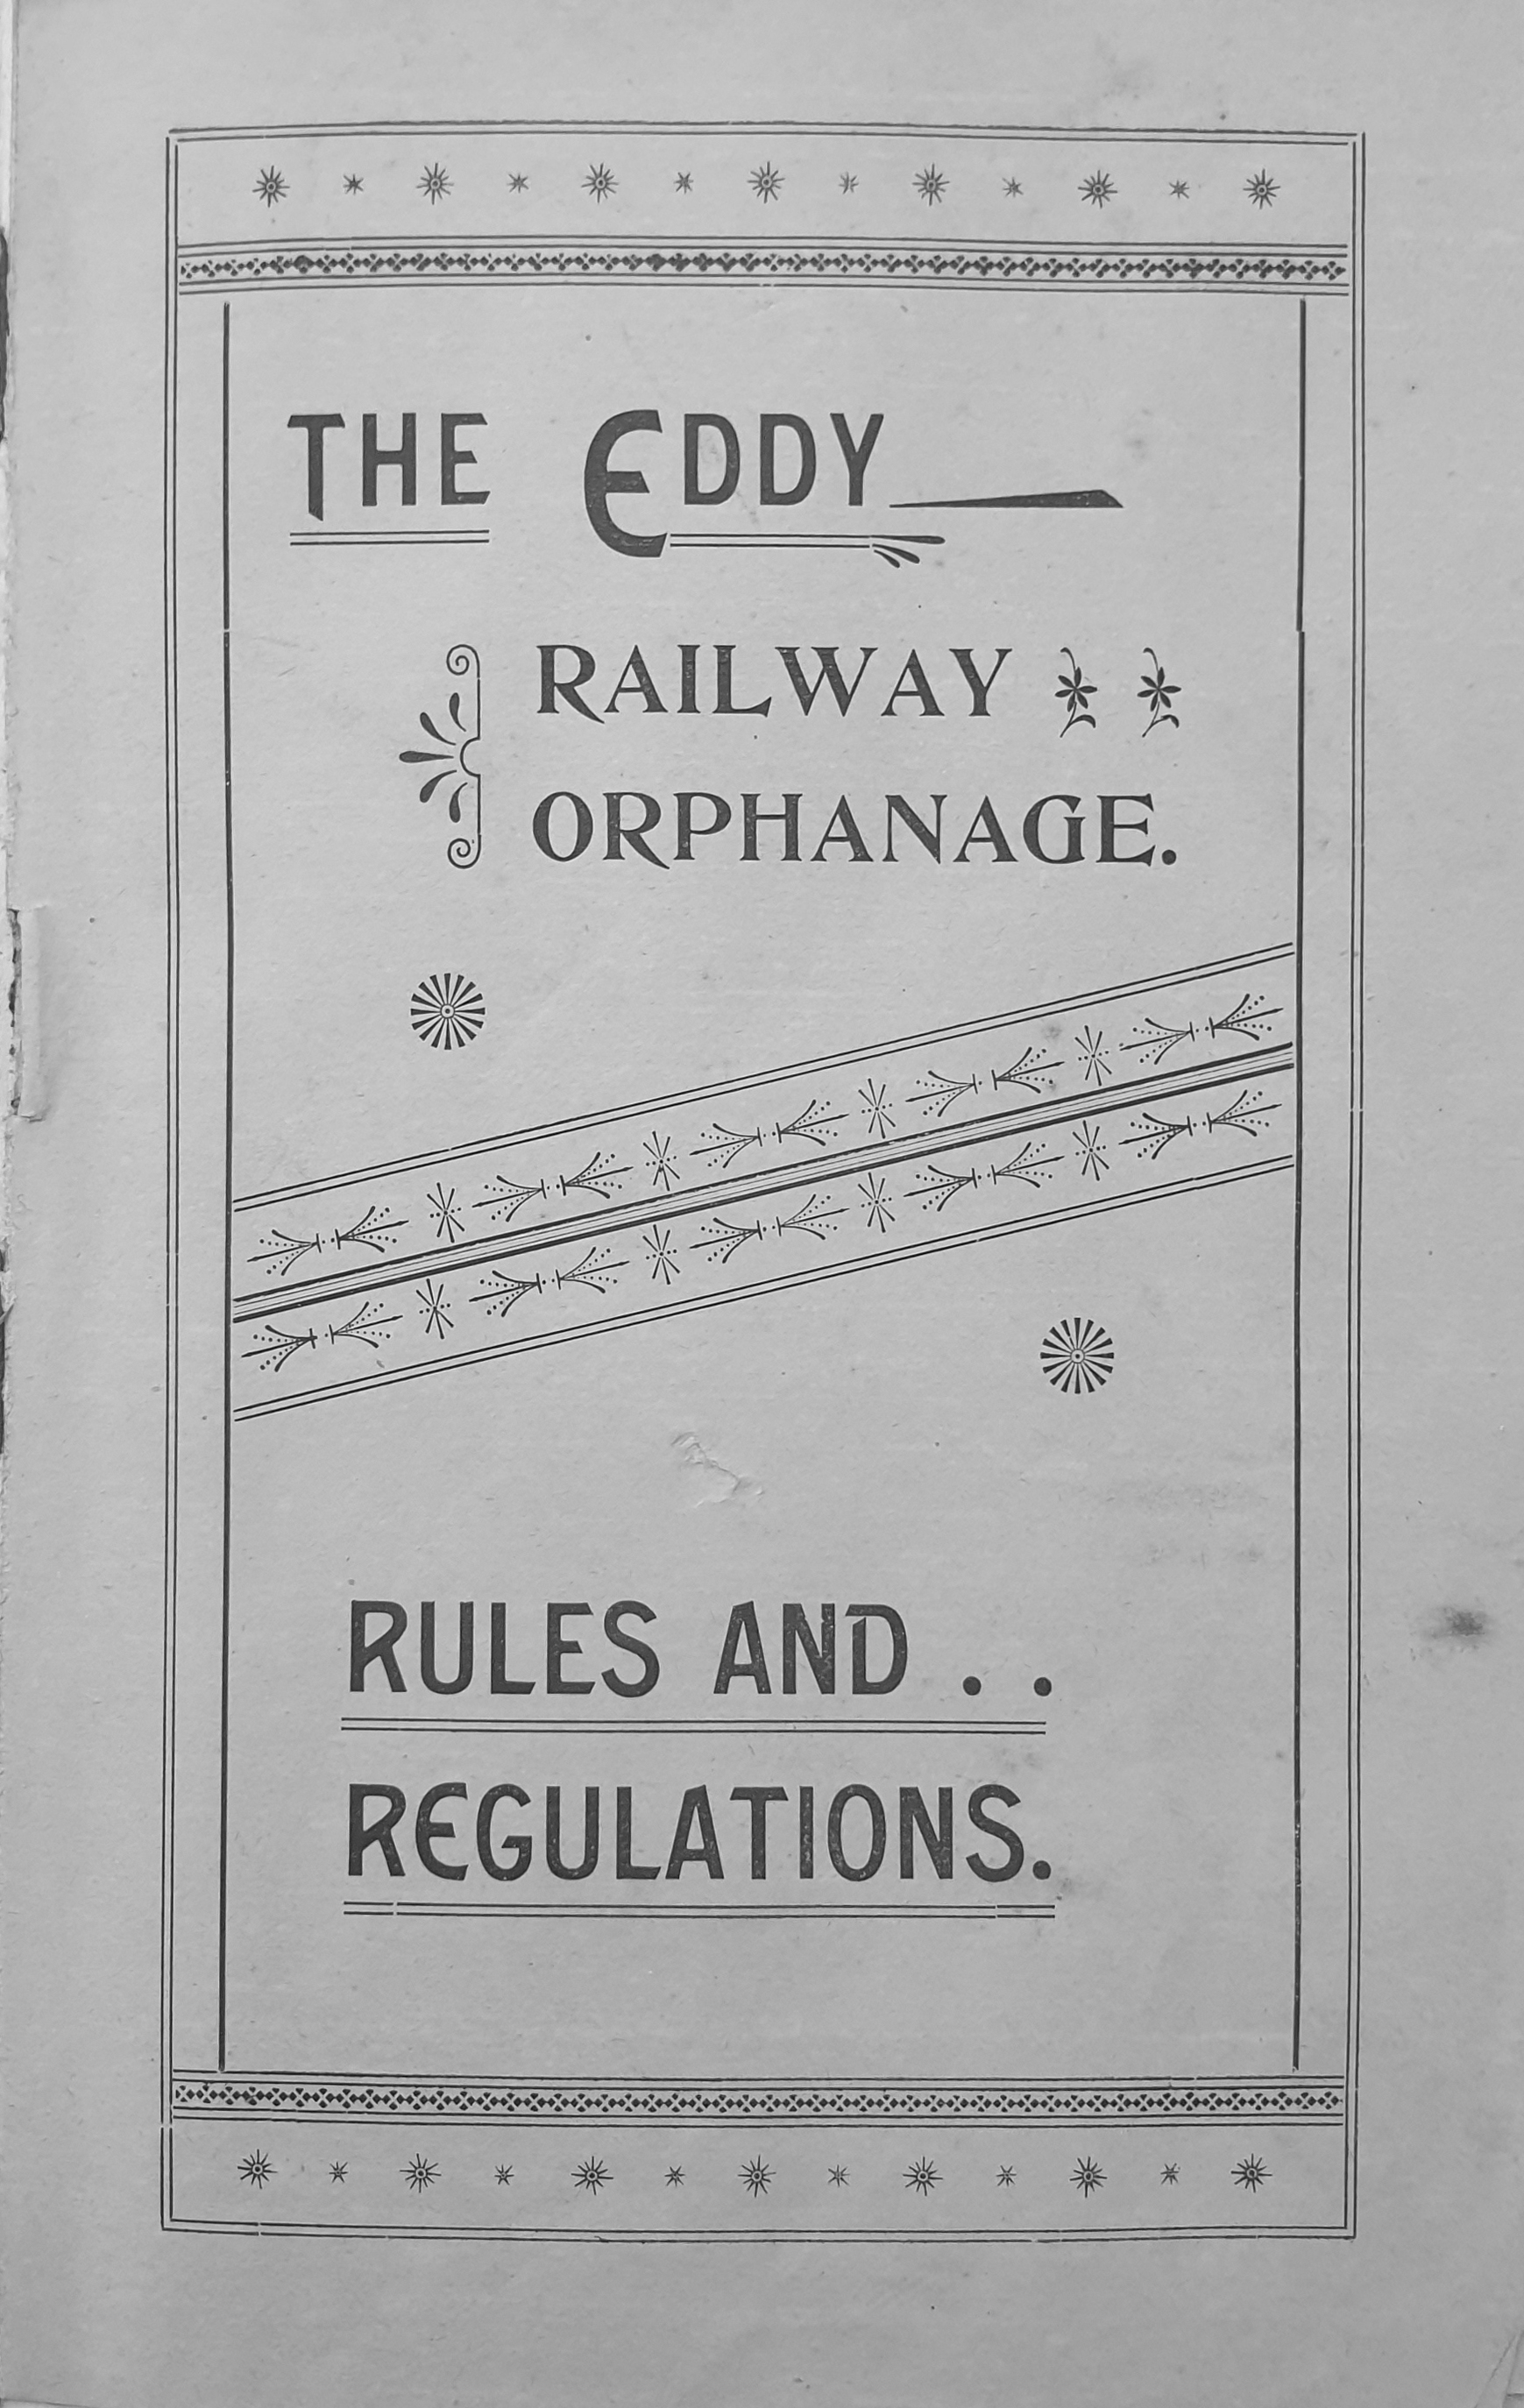 THE EDDY
RAILWAY
ORPHANAGE.
RULES AND . .
REGULATIONS.